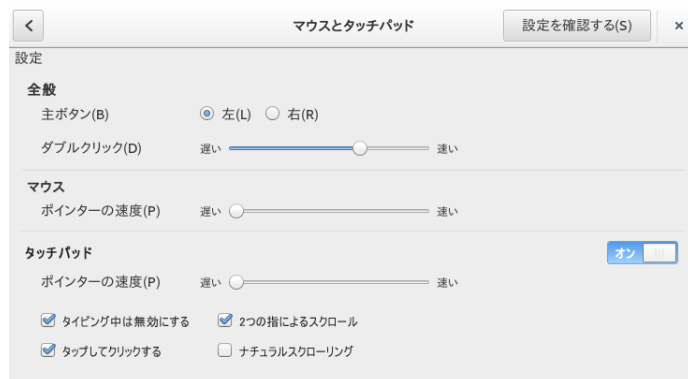 マウスとタッチパッド 設定を確認する(S)
設定
全般
主ボタン(B) 左(L) 右(R)
ダブルクリック(D) 遅い 速い
マウス
ポインターの速度(P) 遅い 速い
タッチパッド オン
ポインターの速度(P) 遅い 速い
タイピング中は無効にする 2つの指によるスクロール
タップしてクリックする ナチュラルスクローリング